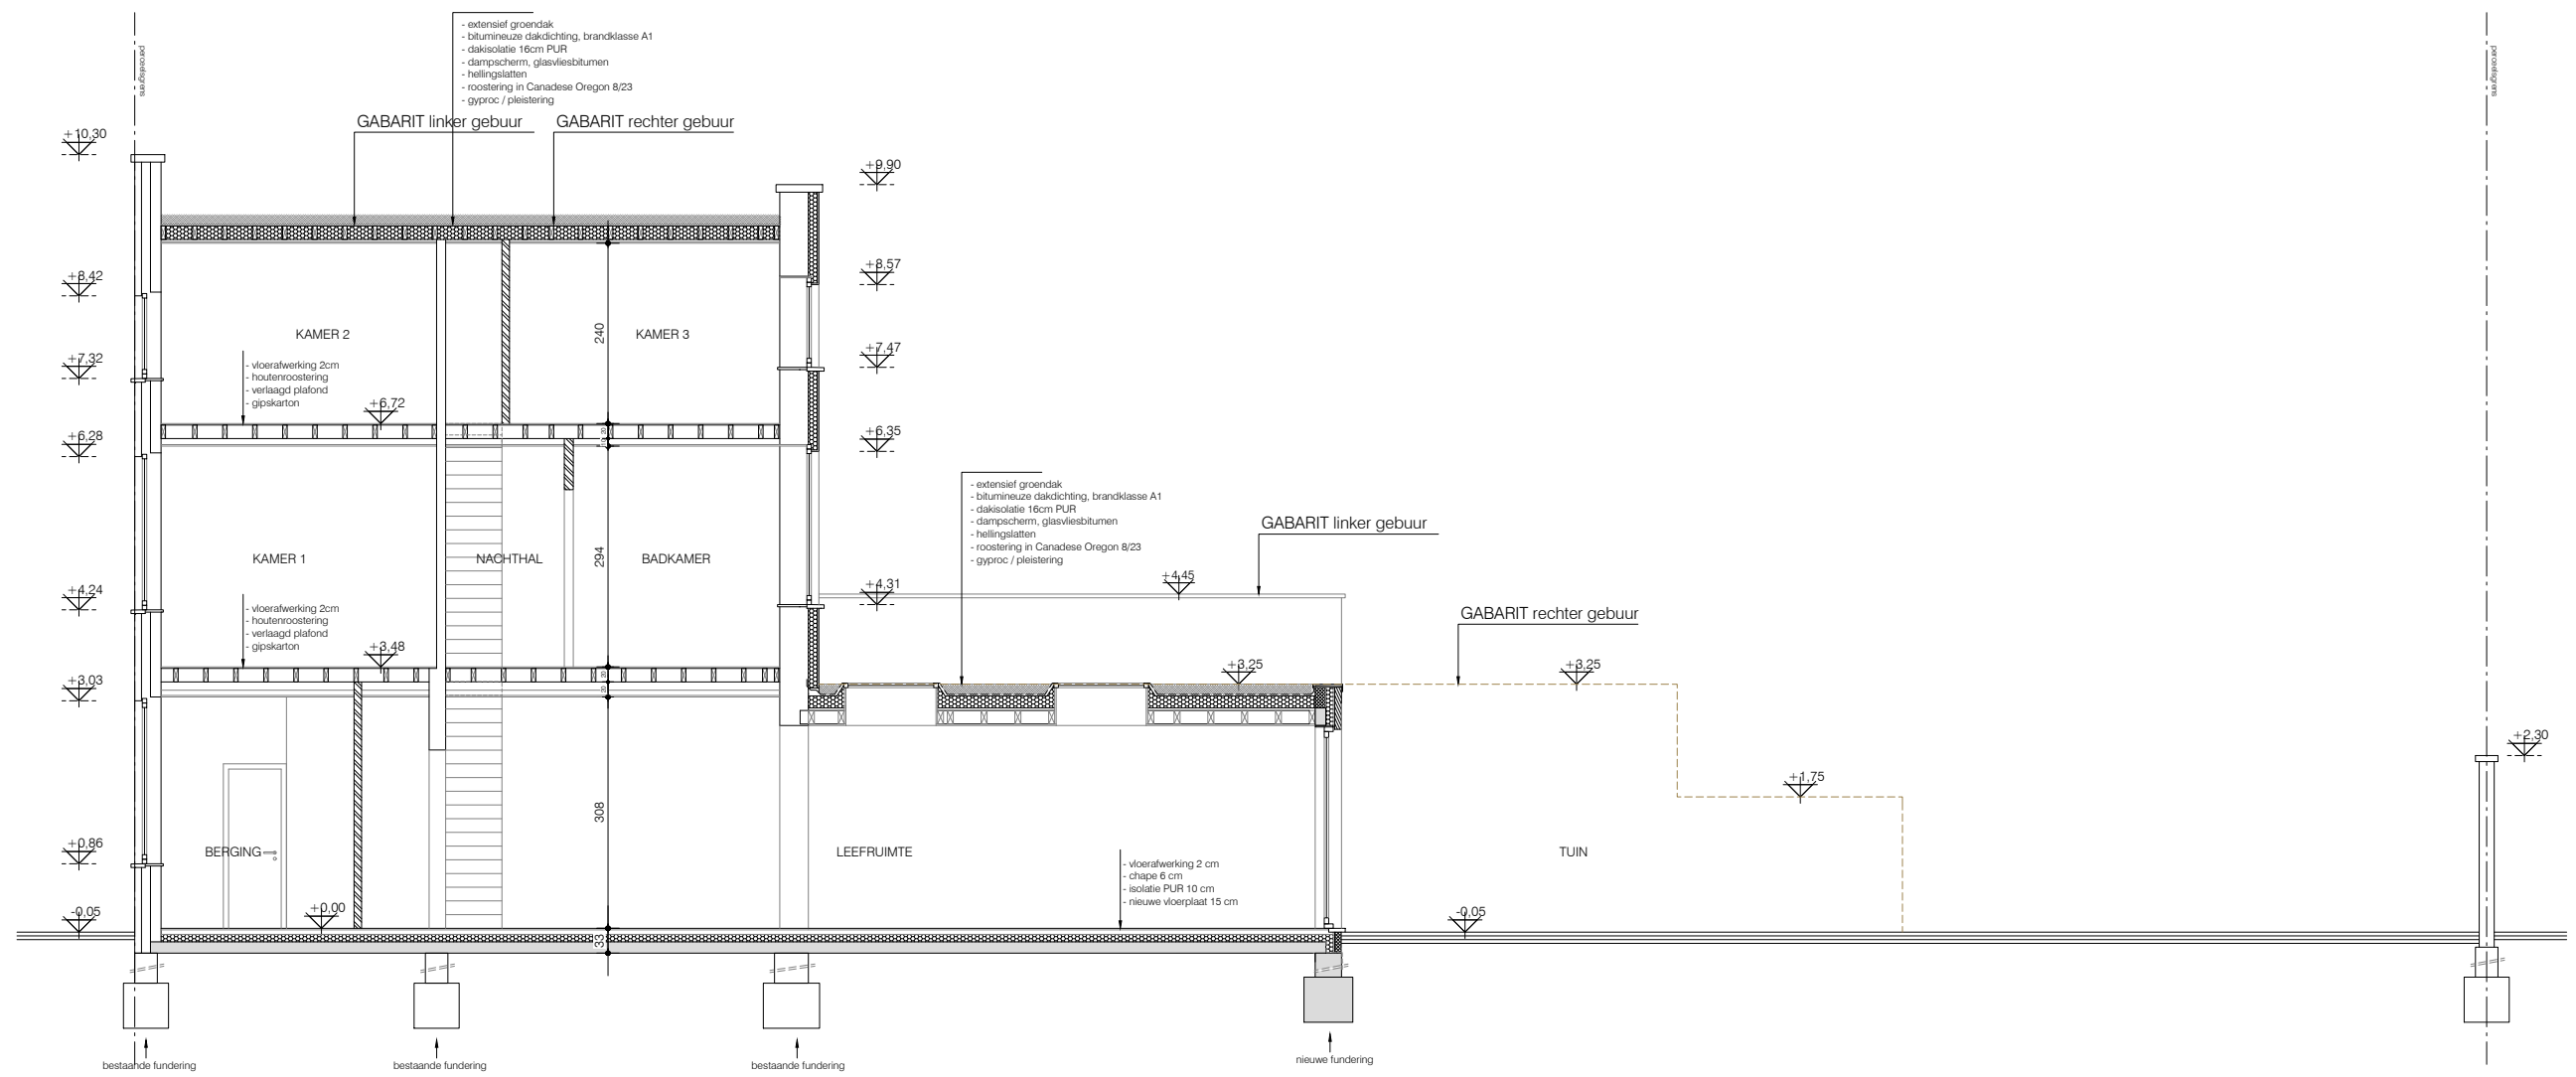 perceelsgrens
- extensief groendak
- bitumineuze dakdichting, brandklasse A1
- dakisolatie 16cm PUR
- dampscherm, glasvliesbitumen
- hellingslatten
- roostering in Canadese Oregon 8/23
- gyproc / pleistering
perceelsgrens
GABARIT linker gebuur
GABARIT rechter gebuur
+10,30
+9,90
+8,42
+8,57
KAMER 2
240
KAMER 3
+7,32
+7,47
- vloerafwerking 2cm
- houtenroostering
- verlaagd plafond
- gipskarton
+6,72
+6,28
20
+6,35
- extensief groendak
- bitumineuze dakdichting, brandklasse A1
- dakisolatie 16cm PUR
- dampscherm, glasvliesbitumen
- hellingslatten
- roostering in Canadese Oregon 8/23
- gyproc / pleistering
GABARIT linker gebuur
KAMER 1
NACHTHAL
294
BADKAMER
+4,24
+4,31
+4,45
- vloerafwerking 2cm
- houtenroostering
- verlaagd plafond
- gipskarton
GABARIT rechter gebuur
+3,48
+3,25
+3,25
20
20
+3,03
+2,30
+1,75
308
+0,86
BERGING
LEEFRUIMTE
TUIN
- vloerafwerking 2 cm
- chape 6 cm
- isolatie PUR 10 cm
- nieuwe vloerplaat 15 cm
-0,05
+0,00
-0,05
33
bestaande fundering
bestaande fundering
bestaande fundering
nieuwe fundering